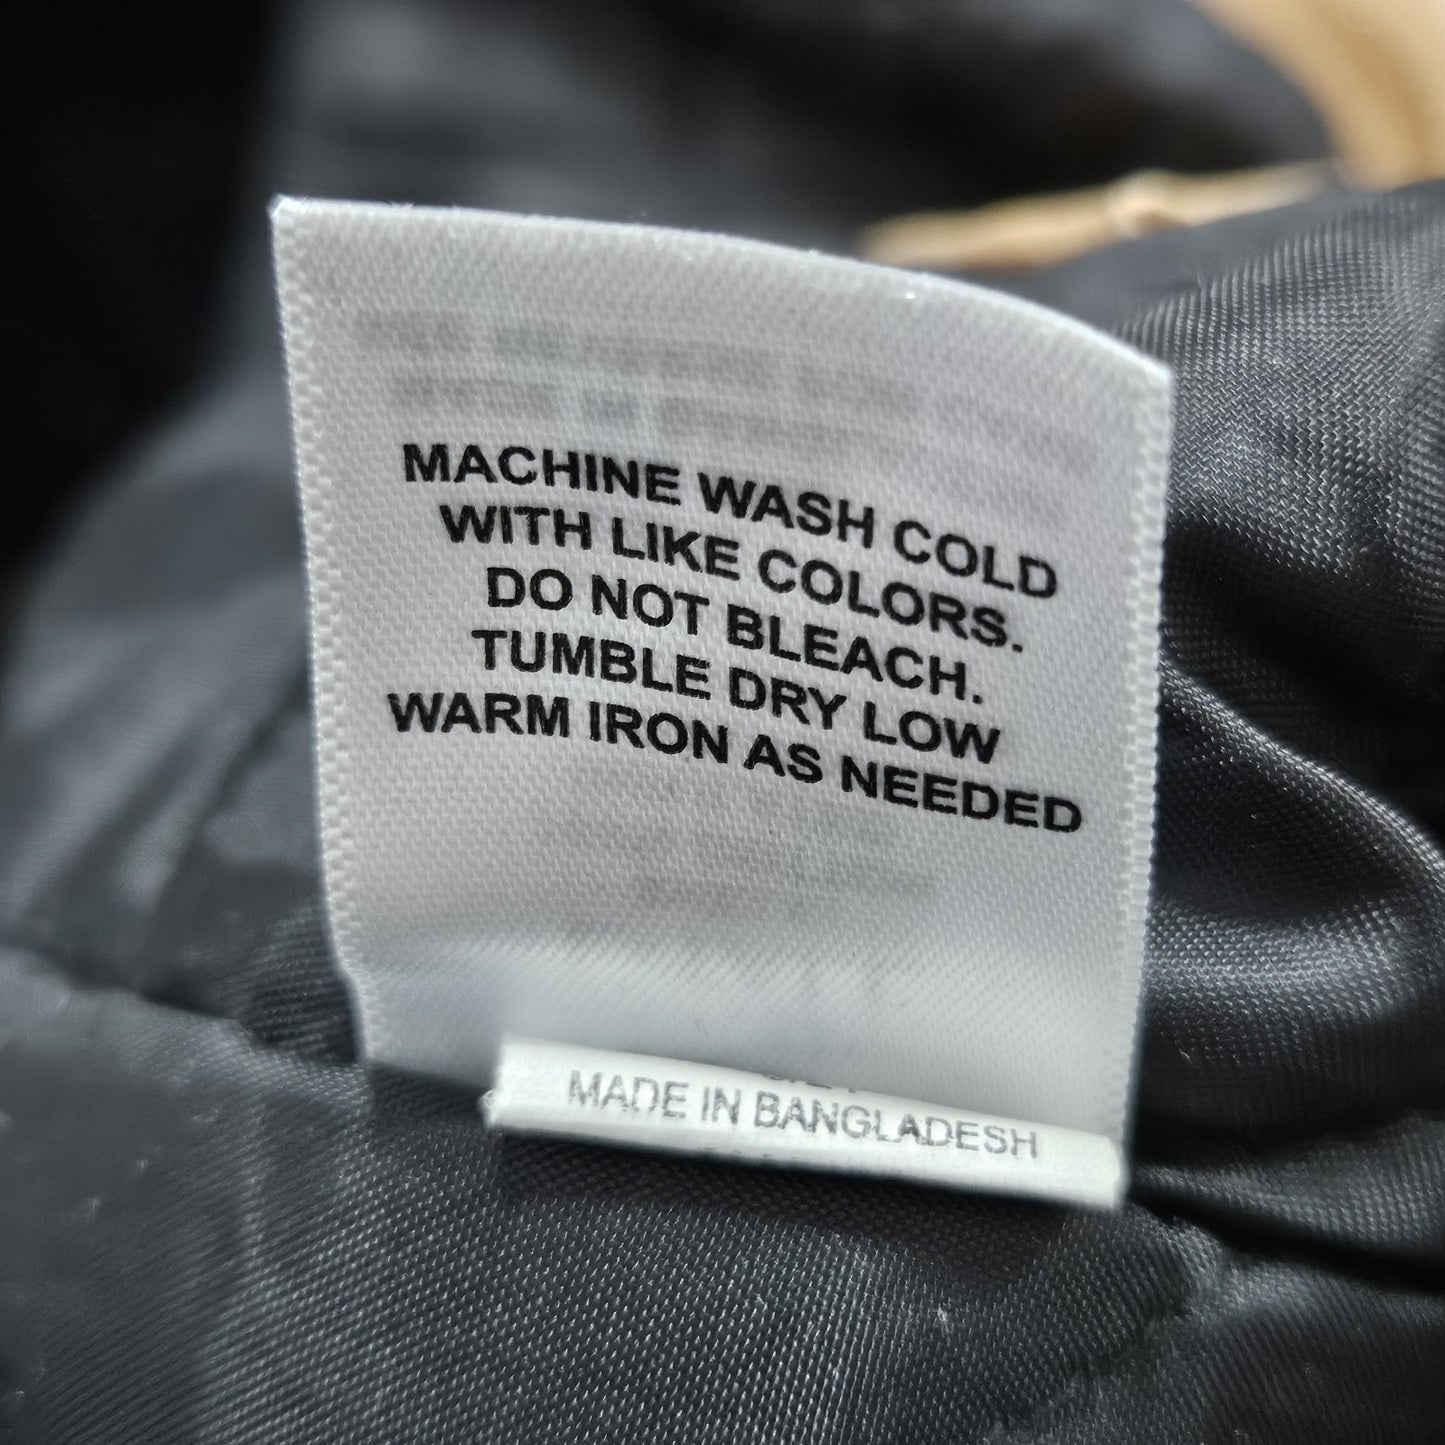 MACHINE WASH COLD
WITH LIKE COLORS.
DO NOT BLEACH.
TUMBLE DRY LOW
WARM IRON AS NEEDED
MADE IN BANGLADESH